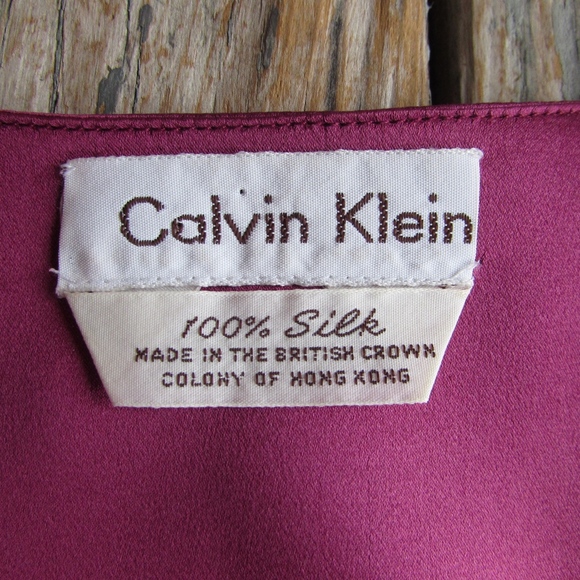 Calvin Klein
100% Silk
MADE IN THE BRITISH CROWN
COLONY OF HONG KONG